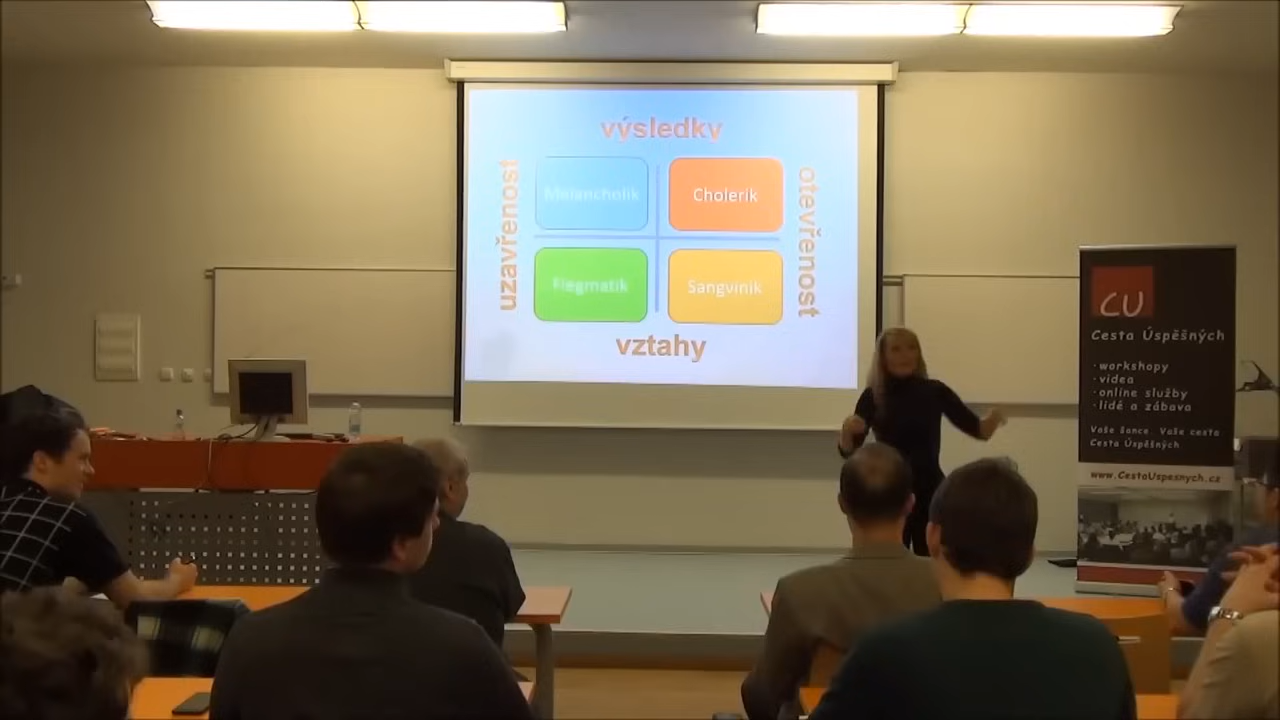 výsledky
uzavřenost
Melancholik
Cholerik
otevřenost
Flegmatik
Sangvinik
vztahy
CU
Cesta Úspěšných
·workshopy
·videa
·online služby
·lidé a zábava
Vaše šance. Vaše cesta
Cesta Úspěšných
www.CestaUspesnych.cz